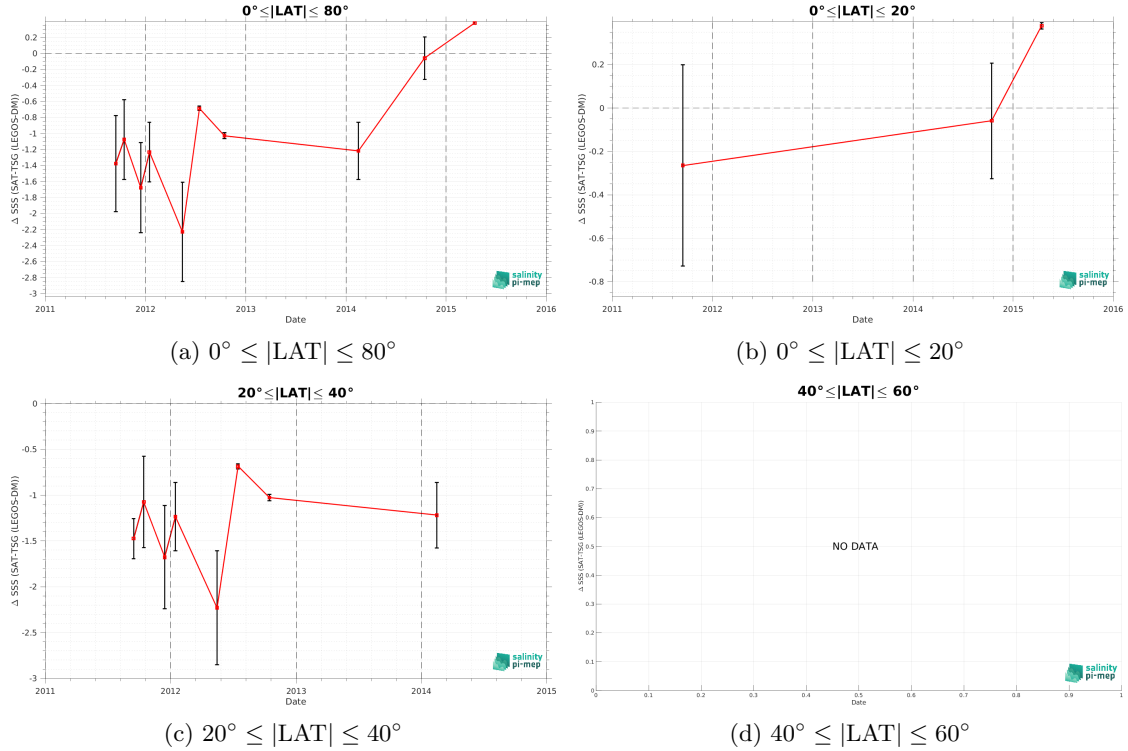 0°≤|LAT|≤ 80°
Δ SSS (SAT-TSG (LEGOS-DM))
0.2
0
-0.2
-0.4
-0.6
-0.8
-1
-1.2
-1.4
-1.6
-1.8
-2
-2.2
-2.4
-2.6
-2.8
-3
2011 2012 2013 2014 2015 2016
Date
salinity
pi-mep
(a) 0° ≤ |LAT| ≤ 80°
0°≤|LAT|≤ 20°
Δ SSS (SAT-TSG (LEGOS-DM))
0.2
0
-0.2
-0.4
-0.6
-0.8
2011 2012 2013 2014 2015 2016
Date
salinity
pi-mep
(b) 0° ≤ |LAT| ≤ 20°
20°≤|LAT|≤ 40°
Δ SSS (SAT-TSG (LEGOS-DM))
0
-0.5
-1
-1.5
-2
-2.5
-3
2011 2012 2013 2014 2015
Date
salinity
pi-mep
(c) 20° ≤ |LAT| ≤ 40°
40°≤|LAT|≤ 60°
Δ SSS (SAT-TSG (LEGOS-DM))
1
0.9
0.8
0.7
0.6
0.5
0.4
0.3
0.2
0.1
0
NO DATA
0 0.1 0.2 0.3 0.4 0.5 0.6 0.7 0.8 0.9 1
Date
salinity
pi-mep
(d) 40° ≤ |LAT| ≤ 60°